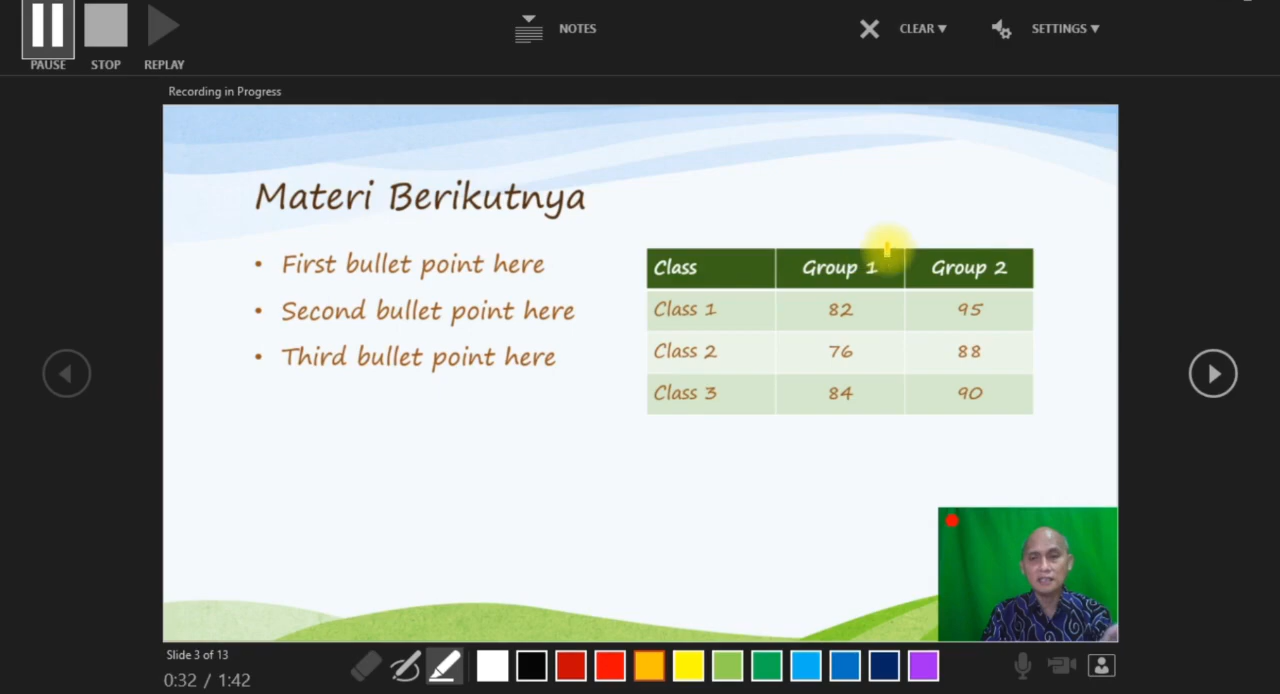 PAUSE STOP REPLAY
NOTES
CLEAR
SETTINGS
Recording in Progress
Materi Berikutnya
• First bullet point here
• Second bullet point here
• Third bullet point here
Class Group 1 Group 2
Class 1 82 95
Class 2 76 88
Class 3 84 90
Slide 3 of 13
0:32 / 1:42